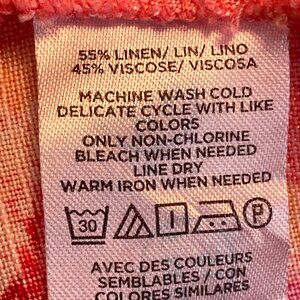 55% LINEN/ LIN/ LINO
45% VISCOSE/ VISCOSA
MACHINE WASH COLD
DELICATE CYCLE WITH LIKE
COLORS
ONLY NON-CHLORINE
BLEACH WHEN NEEDED
LINE DRY
WARM IRON WHEN NEEDED
30 P
AVEC DES COULEURS
SEMBLABLES / CON
COLORES SIMILARES